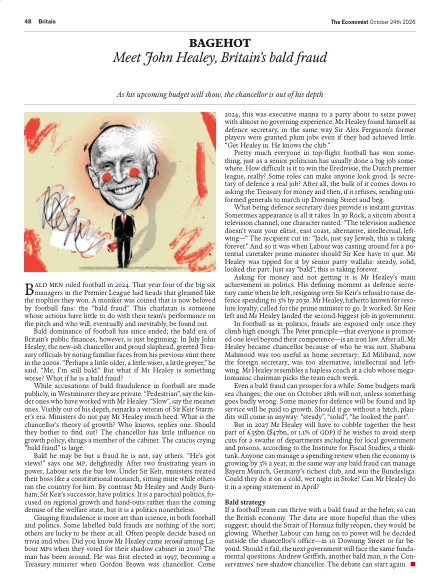 48
Britain
The Economist October 24th 2026
BAGEHOT
Meet John Healey, Britain's bald fraud
As his upcoming budget will show, the chancellor is out of his depth
BALD MEN ruled football in 2024. That year four of the big six
managers in the Premier League had heads that gleamed like
the trophies they won. A moniker was coined that is now beloved
by football fans: the "bald fraud". This charlatan is someone
whose actions have little to do with their team's performance on
the pitch and who will, eventually and inevitably, be found out.
Bald dominance of football has since ended; the bald era of
Britain's public finances, however, is just beginning. In July John
Healey, the new-ish chancellor and proud slaphead, greeted Treas-
ury officials by noting familiar faces from his previous stint there
in the 2000s. "Perhaps a little older, a little wiser, a little greyer," he
said. "Me, I'm still bald." But what if Mr Healey is something
worse? What if he is a bald fraud?
While accusations of bald fraudulence in football are made
publicly, in Westminster they are private. "Pedestrian", say the kin-
der ones who have worked with Mr Healey. "Slow", say the meaner
ones. Visibly out of his depth, remarks a veteran of Sir Keir Starm-
er's era. Ministers do not pay Mr Healey much heed. What is the
chancellor's theory of growth? Who knows, replies one. Should
they bother to find out? The chancellor has little influence on
growth policy, shrugs a member of the cabinet. The caucus crying
"bald fraud" is large.
Bald he may be but a fraud he is not, say others. "He's got
views!" says one MP, delightedly. After two frustrating years in
power, Labour sets the bar low. Under Sir Keir, ministers treated
their boss like a constitutional monarch, sitting mute while others
ran the country for him. By contrast Mr Healey and Andy Burn-
ham, Sir Keir's successor, have politics. It is a parochial politics, fo-
cused on regional growth and hand-outs rather than the coming
demise of the welfare state, but it is a politics nonetheless.
Gauging fraudulence is more art than science, in both football
and politics. Some labelled bald frauds are nothing of the sort;
others are lucky to be there at all. Often people decide based on
trivia and vibes. Did you know Mr Healey came second among La-
bour MPs when they voted for their shadow cabinet in 2010? The
man has been around. He was first elected in 1997, becoming a
Treasury minister when Gordon Brown was chancellor. Come
2024, this was executive manna to a party about to seize power
with almost no governing experience. Mr Healey found himself as
defence secretary, in the same way Sir Alex Ferguson's former
players were granted plum jobs even if they had achieved little.
"Get Healey in. He knows the club."
Pretty much everyone in top-flight football has won some-
thing, just as a senior politician has usually done a big job some-
where. How difficult is it to win the Eredivisie, the Dutch premier
league, really? Some roles can make anyone look good. Is secre-
tary of defence a real job? After all, the bulk of it comes down to
asking the Treasury for money and then, if it refuses, sending uni-
formed generals to march up Downing Street and beg.
What being defence secretary does provide is instant gravitas.
Sometimes appearance is all it takes. In 30 Rock, a sitcom about a
television channel, one character ranted: "The television audience
doesn't want your elitist, east coast, alternative, intellectual, left-
wing—" The recipient cut in: "Jack, just say Jewish, this is taking
forever." And so it was when Labour was casting around for a po-
tential caretaker prime minister should Sir Keir to quit. Mr
Healey was tipped for it by senior party wallahs: steady, solid,
looked the part. Just say "bald", this is taking forever.
Asking for money and not getting it is Mr Healey's main
achievement in politics. His defining moment as defence secre-
tary came when he left, resigning over Sir Keir's refusal to raise de-
fence spending to 3% by 2030. Mr Healey, hitherto known for reso-
lute loyalty, called for the prime minister to go. It worked. Sir Keir
left and Mr Healey landed the second-biggest job in government.
In football as in politics, frauds are exposed only once they
climb high enough. The Peter principle—that everyone is promot-
ed one level beyond their competence—is an iron law. After all, Mr
Healey became chancellor because of who he was not. Shabana
Mahmood was too useful as home secretary; Ed Miliband, now
the foreign secretary, was too alternative, intellectual and left-
wing. Mr Healey resembles a hapless coach at a club whose mega-
lomaniac chairman picks the team each week.
Even a bald fraud can prosper for a while. Some budgets mark
sea changes; the one on October 28th will not, unless something
goes badly wrong. Some money for defence will be found and lip
service will be paid to growth. Should it go without a hitch, plau-
dits will come in anyway: "steady", "solid", "he looked the part".
But in 2027 Mr Healey will have to cobble together the best
part of £35bn ($47bn, or 1.1% of GDP) if he wishes to avoid steep
cuts for a swathe of departments including for local government
and prisons, according to the Institute for Fiscal Studies, a think-
tank. Anyone can manage a spending review when the economy is
growing by 3% a year, in the same way any bald fraud can manage
Bayern Munich, Germany's richest club, and win the Bundesliga.
Could they do it on a cold, wet night in Stoke? Can Mr Healey do
it in a spring statement in April?
Bald strategy
If a football team can thrive with a bald fraud at the helm, so can
the British economy. The data are more hopeful than the vibes
suggest; should the Strait of Hormuz fully reopen, they would be
glowing. Whether Labour can hang on to power will be decided
outside the chancellor's office—in 10 Downing Street or far be-
yond. Should it fail, the next government will face the same funda-
mental questions. Andrew Griffith, another bald man, is the Con-
servatives' new shadow chancellor. The debate can start again. ■